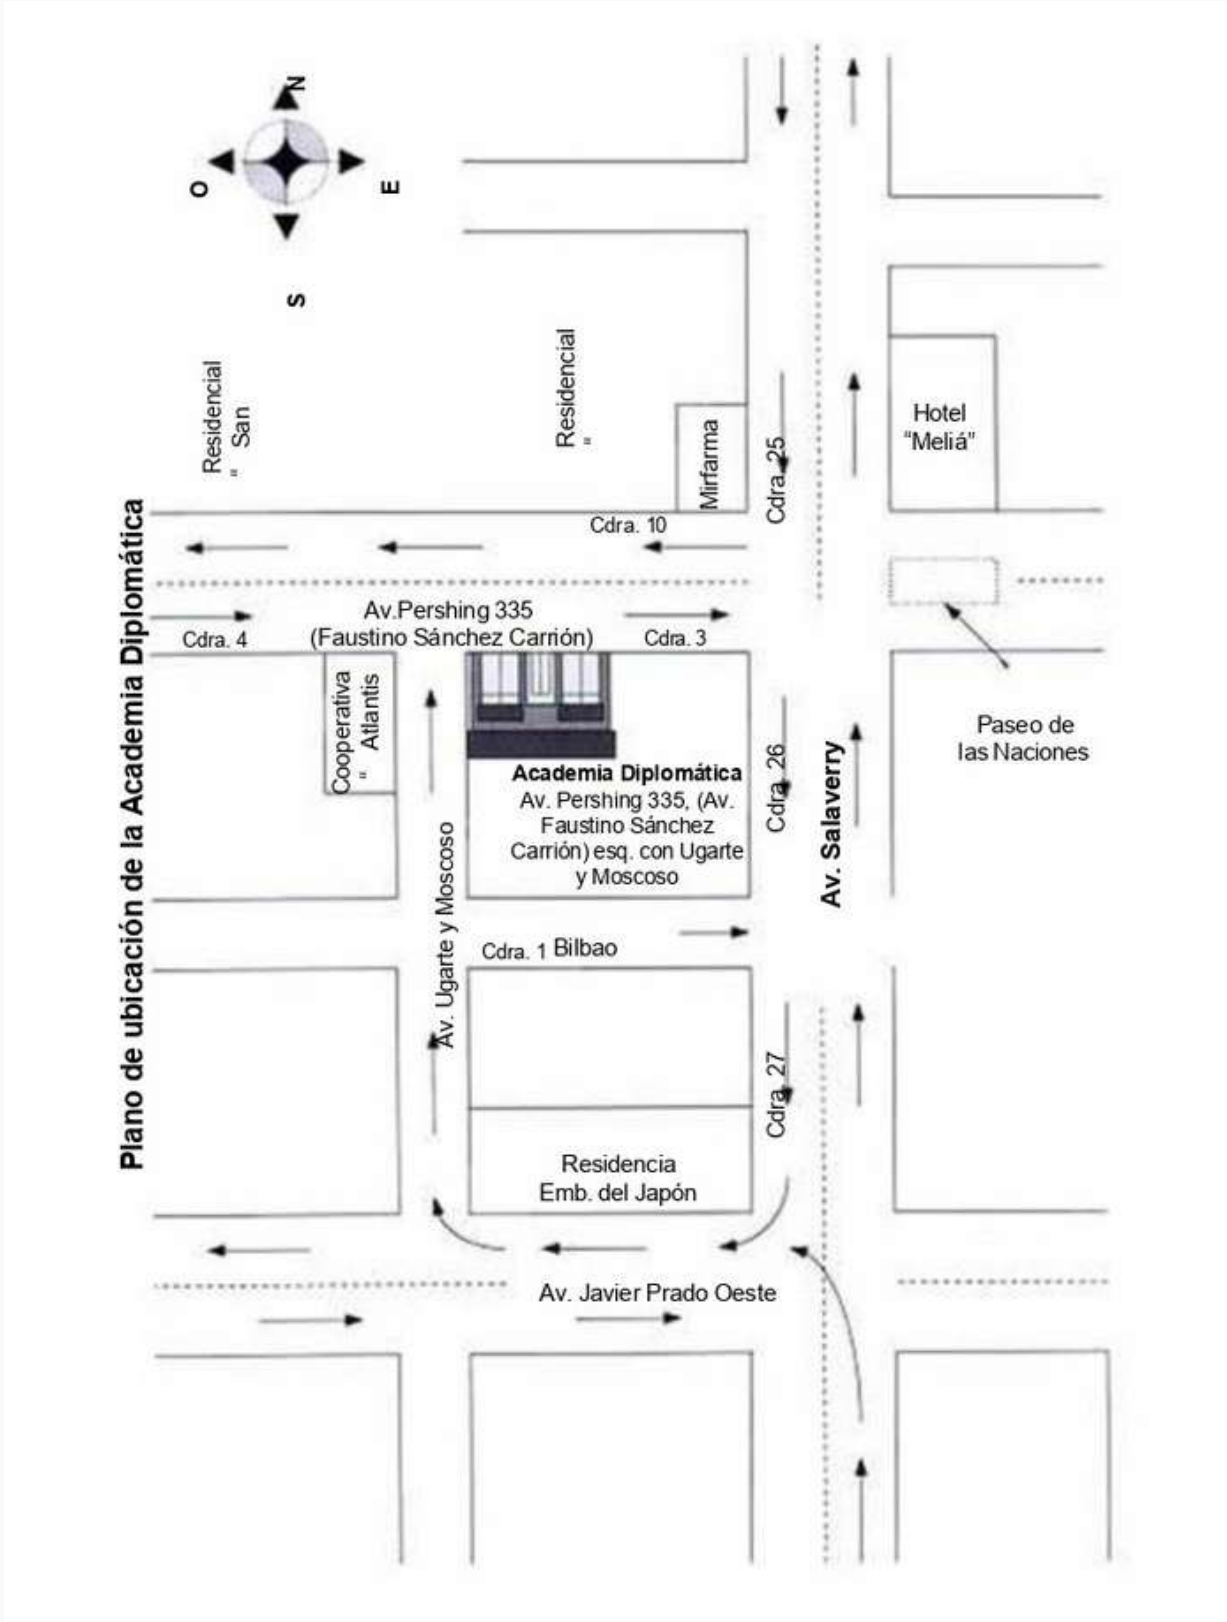 N
O
E
S
Plano de ubicación de la Academia Diplomática
Residencial
“ San
Residencial
“
Mirfarma
Cdra. 25
Hotel
“Meliá”
Cdra. 10
Av.Pershing 335
(Faustino Sánchez Carrión)
Cdra. 4
Cdra. 3
Cooperativa
“ Atlantis
Academia Diplomática
Av. Pershing 335, (Av.
Faustino Sánchez
Carrión) esq. con Ugarte
y Moscoso
Cdra. 26
Av. Salaverry
Paseo de
las Naciones
Av. Ugarte y Moscoso
Cdra. 1 Bilbao
Cdra. 27
Residencia
Emb. del Japón
Av. Javier Prado Oeste